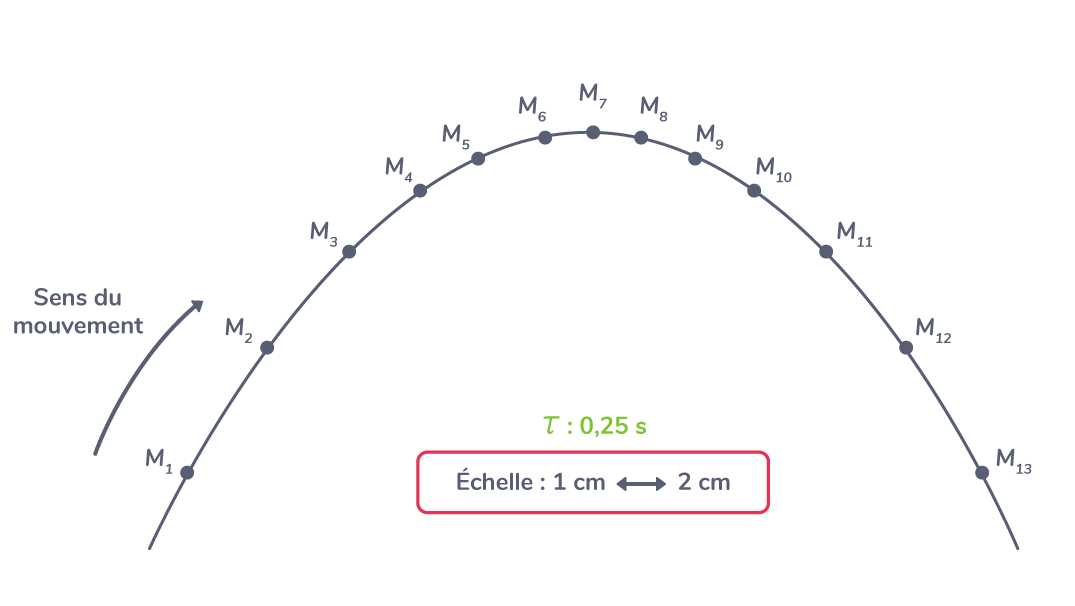 M₇
M₆
M₈
M₅
M₉
M₄
M₁₀
M₃
M₁₁
Sens du
mouvement
M₂
M₁₂
τ : 0,25 s
M₁
M₁₃
Échelle : 1 cm ↔ 2 cm